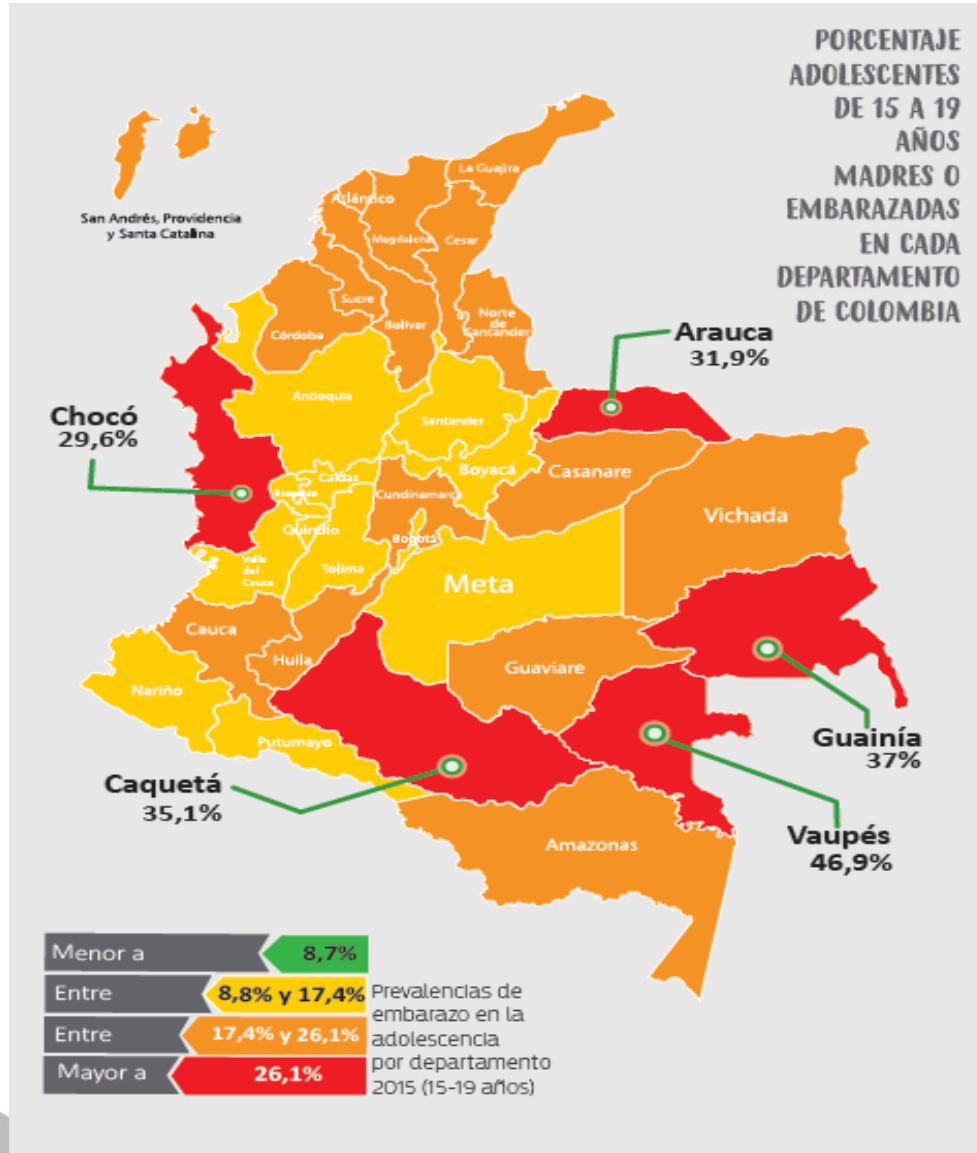 PORCENTAJE
ADOLESCENTES
DE 15 A 19
AÑOS
MADRES O
EMBARAZADAS
EN CADA
DEPARTAMENTO
DE COLOMBIA
San Andrés, Providencia
y Santa Catalina
La Guajira
Atlántico
Magdalena
Cesar
Sucre
Bolívar
Norte
de
Santander
Córdoba
Arauca
31,9%
Antioquia
Santander
Chocó
29,6%
Boyacá
Casanare
Caldas
Cundinamarca
Vichada
Quindío
Bogotá
Valle
del
Cauca
Tolima
Meta
Cauca
Huila
Guaviare
Nariño
Putumayo
Guainía
37%
Caquetá
35,1%
Vaupés
46,9%
Amazonas
Menor a 8,7%
Entre 8,8% y 17,4%
Entre 17,4% y 26,1%
Mayor a 26,1%
Prevalencias de
embarazo en la
adolescencia
por departamento
2015 (15-19 años)